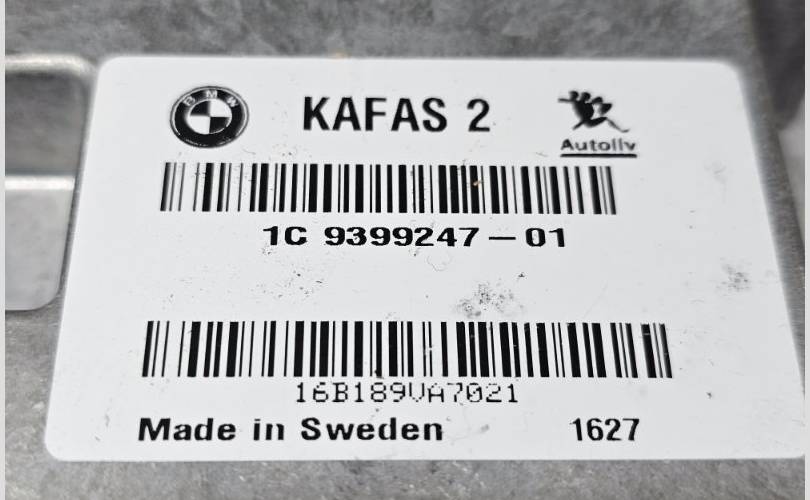 BMW
KAFAS 2
Autoliv
1C 9399247-01
16B189VA7021
Made in Sweden 1627